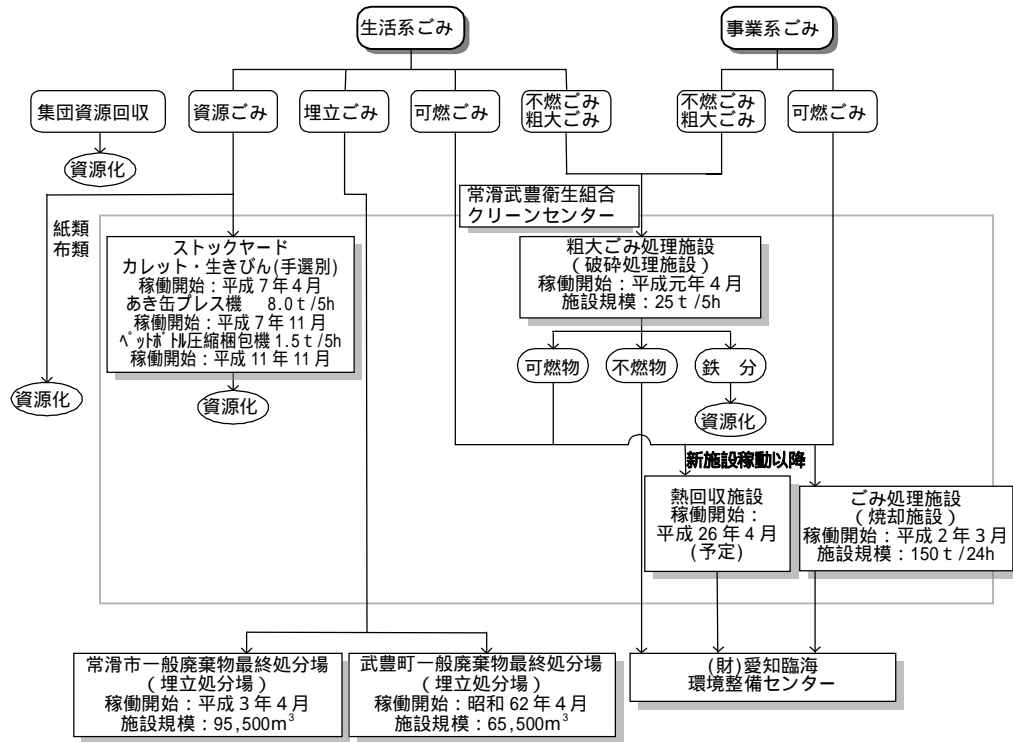 生活系ごみ
事業系ごみ
集団資源回収
資源ごみ
埋立ごみ
可燃ごみ
不燃ごみ
粗大ごみ
不燃ごみ
粗大ごみ
可燃ごみ
資源化
常滑武豊衛生組合
クリーンセンター
紙類
布類
ストックヤード
カレット・生きびん(手選別)
稼働開始：平成7年4月
あき缶プレス機 8.0ｔ/5h
稼働開始：平成7年11月
ﾍﾟｯﾄﾎﾞﾄﾙ圧縮梱包機 1.5ｔ/5h
稼働開始：平成11年11月
粗大ごみ処理施設
（破砕処理施設）
稼働開始：平成元年4月
施設規模：25ｔ/5h
可燃物
不燃物
鉄　分
資源化
資源化
資源化
新施設稼動以降
熱回収施設
稼働開始：
平成26年4月
(予定)
ごみ処理施設
（焼却施設）
稼働開始：平成2年3月
施設規模：150ｔ/24h
常滑市一般廃棄物最終処分場
（埋立処分場）
稼働開始：平成3年4月
施設規模：95,500m³
武豊町一般廃棄物最終処分場
（埋立処分場）
稼働開始：昭和62年4月
施設規模：65,500m³
(財)愛知臨海
環境整備センター